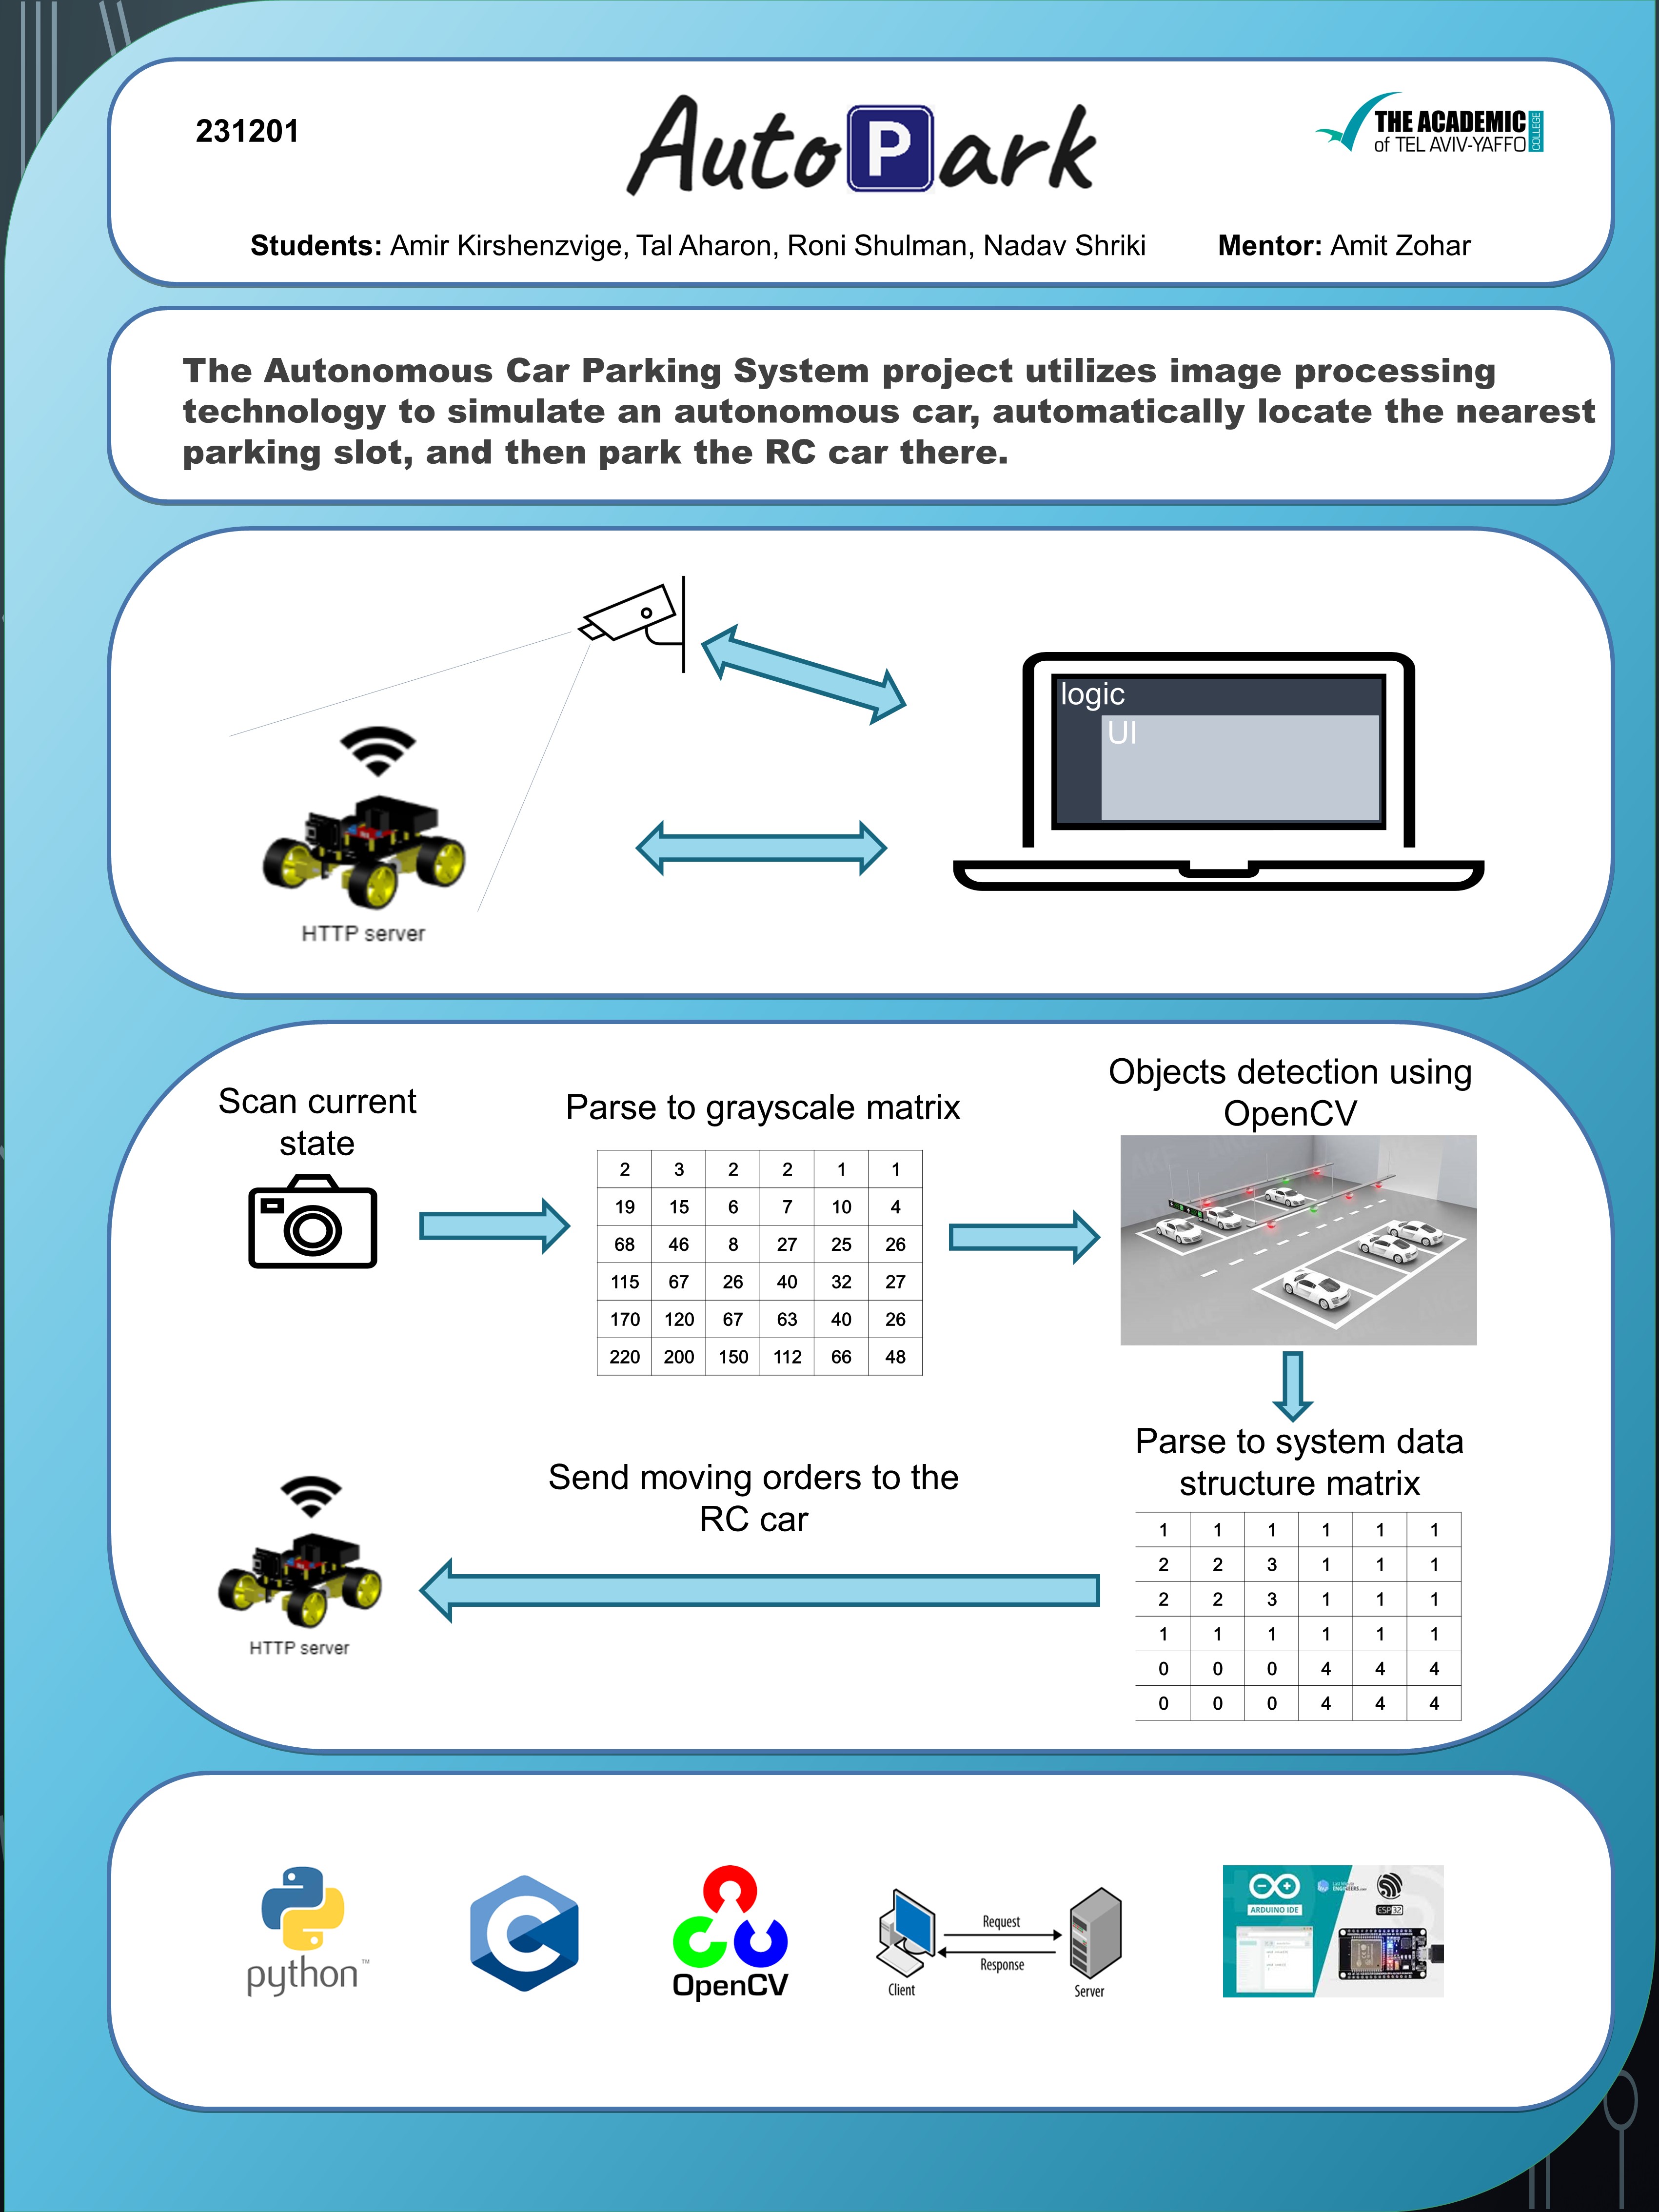 231201
Auto Park
THE ACADEMIC
of TEL AVIV-YAFFO
COLLEGE
Students: Amir Kirshenzvige, Tal Aharon, Roni Shulman, Nadav Shriki Mentor: Amit Zohar
The Autonomous Car Parking System project utilizes image processing
technology to simulate an autonomous car, automatically locate the nearest
parking slot, and then park the RC car there.
logic
UI
HTTP server
Scan current
state
Parse to grayscale matrix
2 3 2 2 1 1
19 15 6 7 10 4
68 46 8 27 25 26
115 67 26 40 32 27
170 120 67 63 40 26
220 200 150 112 66 48
Objects detection using
OpenCV
Parse to system data
structure matrix
1 1 1 1 1 1
2 2 3 1 1 1
2 2 3 1 1 1
1 1 1 1 1 1
0 0 0 4 4 4
0 0 0 4 4 4
Send moving orders to the
RC car
HTTP server
python™
C
OpenCV
Request
Response
Client
Server
ARDUINO IDE
ESP32